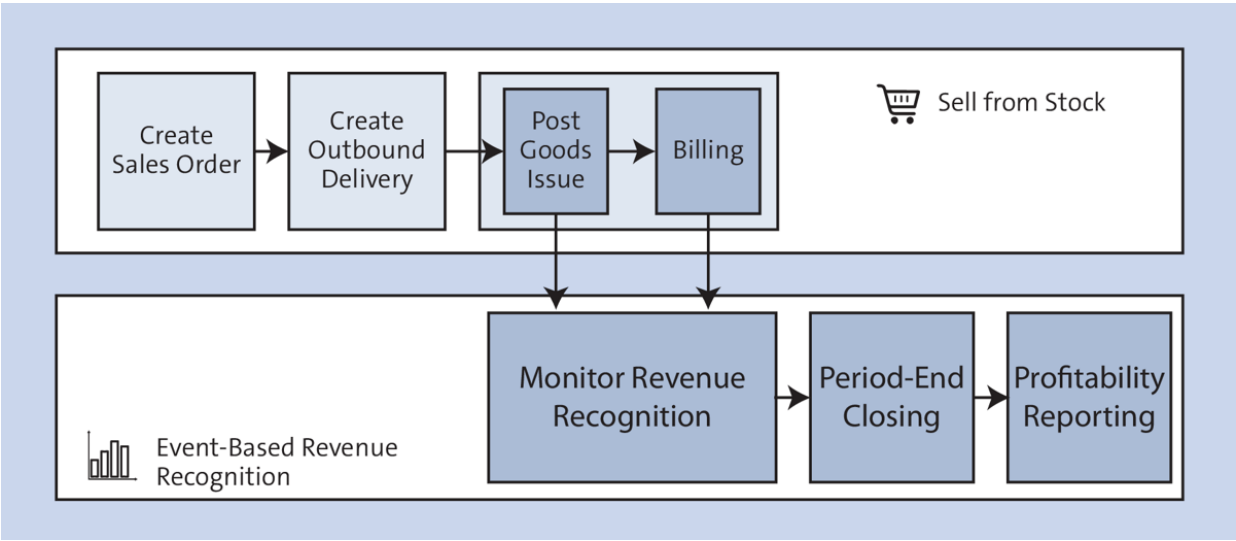 Create
Sales Order
Create
Outbound
Delivery
Post
Goods
Issue
Billing
Sell from Stock
Monitor Revenue
Recognition
Period-End
Closing
Profitability
Reporting
Event-Based Revenue
Recognition